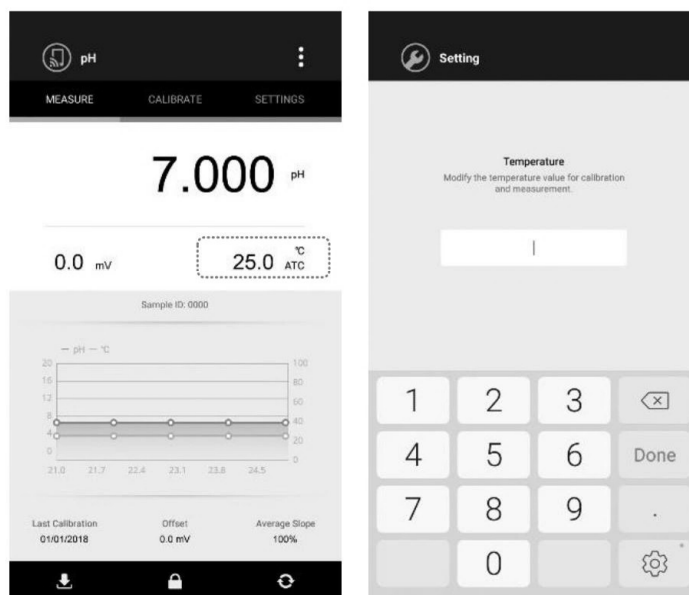 pH
MEASURE CALIBRATE SETTINGS
7.000 pH
0.0 mV
25.0 °C ATC
Sample ID: 0000
pH °C
20 100
16 80
12 60
8 40
4 20
0 0
21.0 21.7 22.4 23.1 23.8 24.5
Last Calibration Offset Average Slope
01/01/2018 0.0 mV 100%
Setting
Temperature
Modify the temperature value for calibration
and measurement.
1 2 3
4 5 6 Done
7 8 9 .
0